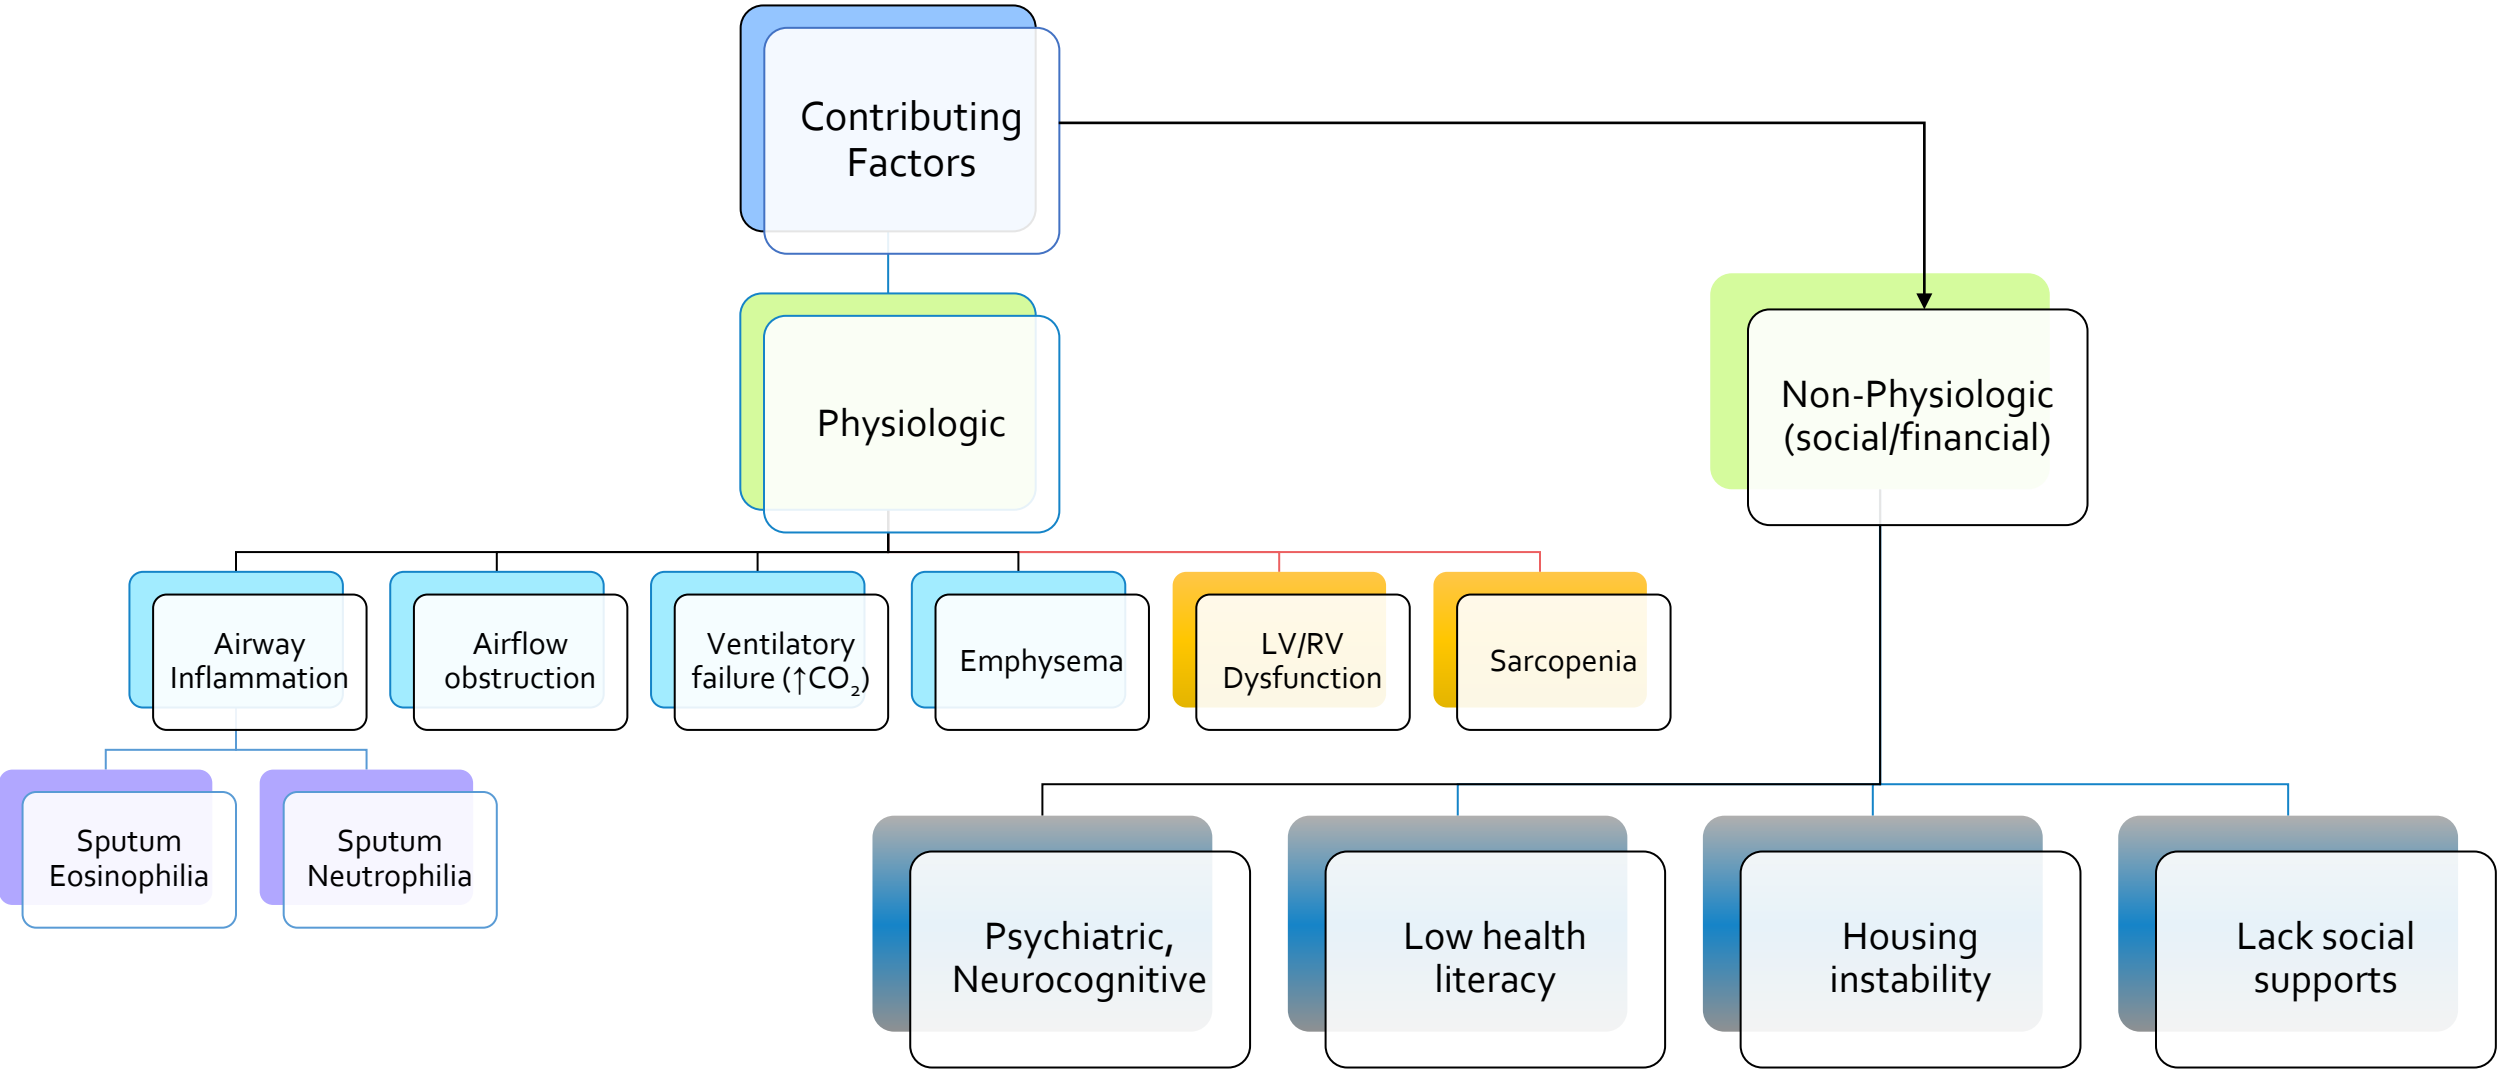 Contributing
Factors
Physiologic
Non-Physiologic
(social/financial)
Airway
Inflammation
Airflow
obstruction
Ventilatory
failure (↑CO₂)
Emphysema
LV/RV
Dysfunction
Sarcopenia
Sputum
Eosinophilia
Sputum
Neutrophilia
Psychiatric,
Neurocognitive
Low health
literacy
Housing
instability
Lack social
supports